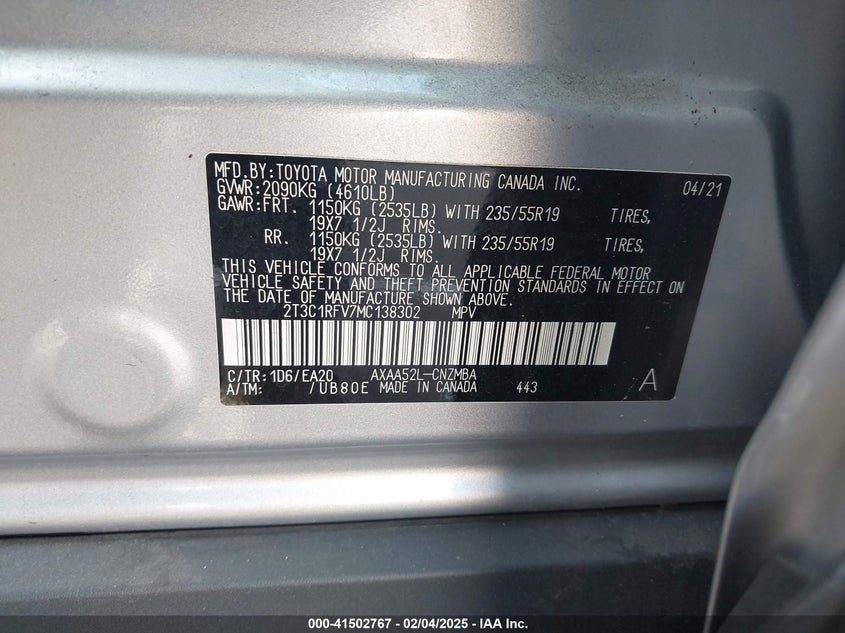 MFD.BY:TOYOTA MOTOR MANUFACTURING CANADA INC. 04/21
GVWR:2090KG (4610LB)
GAWR:FRT. 1150KG (2535LB) WITH 235/55R19 TIRES,
19X7 1/2J RIMS.
RR. 1150KG (2535LB) WITH 235/55R19 TIRES,
19X7 1/2J RIMS.
THIS VEHICLE CONFORMS TO ALL APPLICABLE FEDERAL MOTOR
VEHICLE SAFETY AND THEFT PREVENTION STANDARDS IN EFFECT ON
THE DATE OF MANUFACTURE SHOWN ABOVE.
2T3C1RFV7MC138302 MPV
C/TR:1D6/EA20 AXAA52L-CNZMBA A
A/TM: /UB80E MADE IN CANADA 443
000-41502767 - 02/04/2025 - IAA Inc.